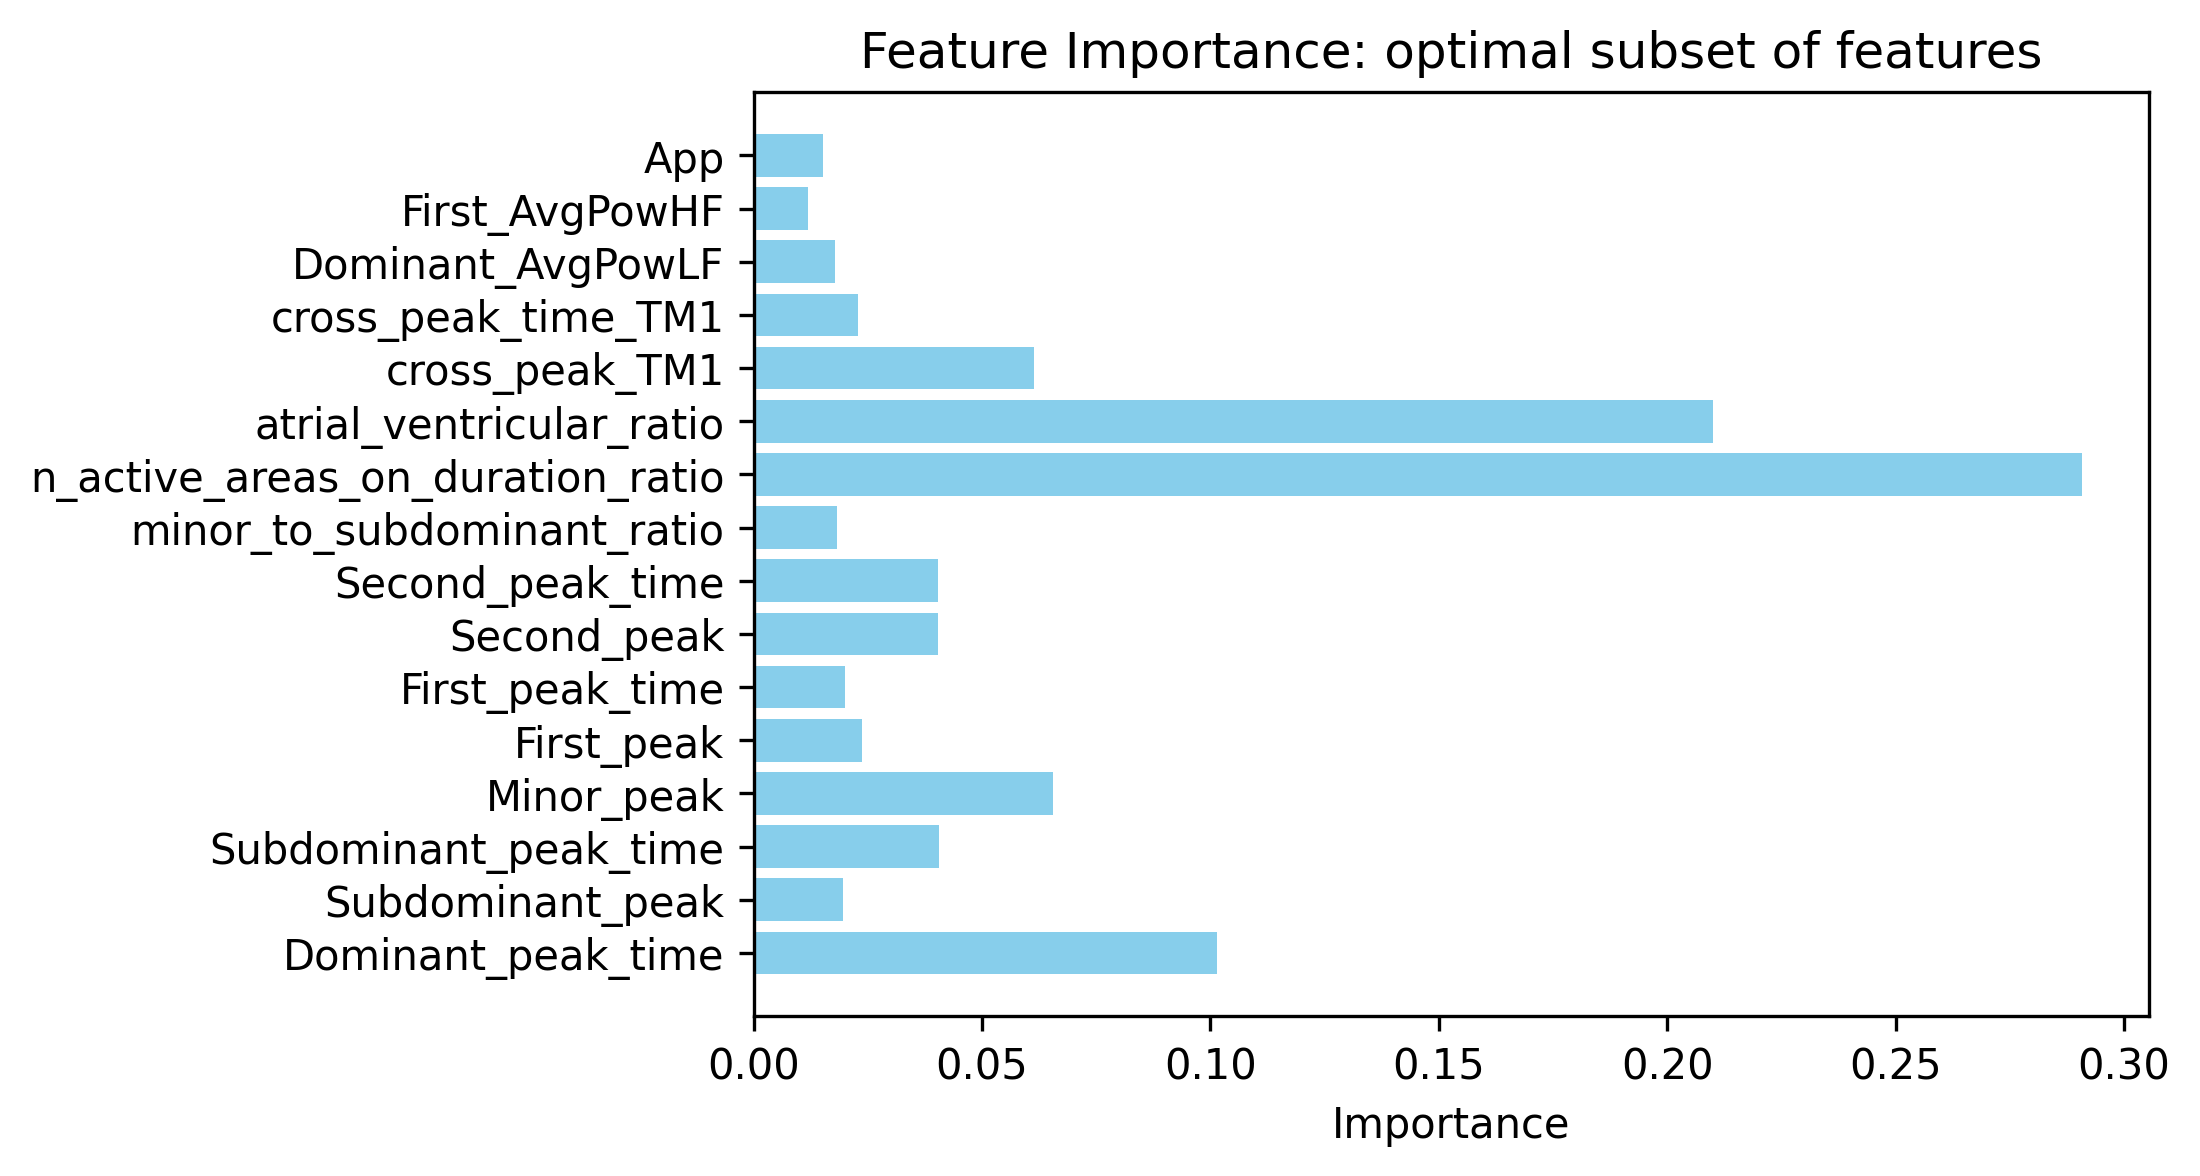 Feature Importance: optimal subset of features
App
First_AvgPowHF
Dominant_AvgPowLF
cross_peak_time_TM1
cross_peak_TM1
atrial_ventricular_ratio
n_active_areas_on_duration_ratio
minor_to_subdominant_ratio
Second_peak_time
Second_peak
First_peak_time
First_peak
Minor_peak
Subdominant_peak_time
Subdominant_peak
Dominant_peak_time
0.00 0.05 0.10 0.15 0.20 0.25 0.30
Importance